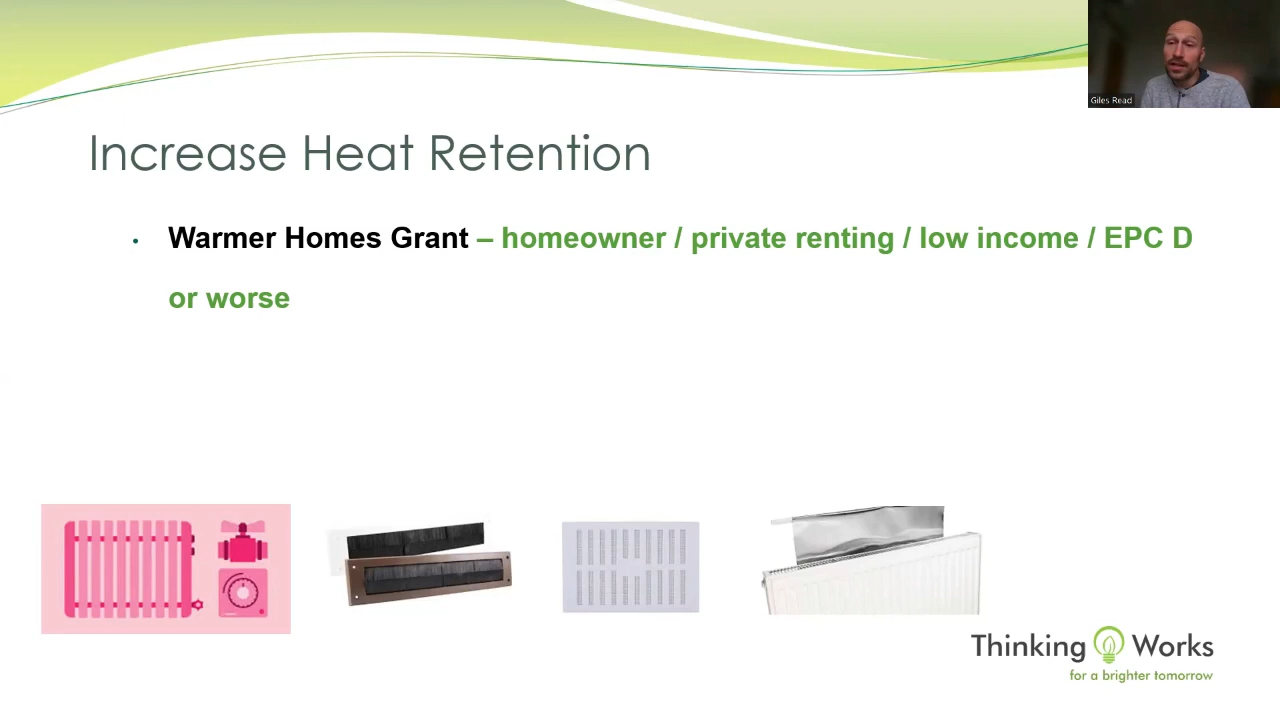 Giles Read
Increase Heat Retention
• Warmer Homes Grant – homeowner / private renting / low income / EPC D
or worse
Thinking Works
for a brighter tomorrow